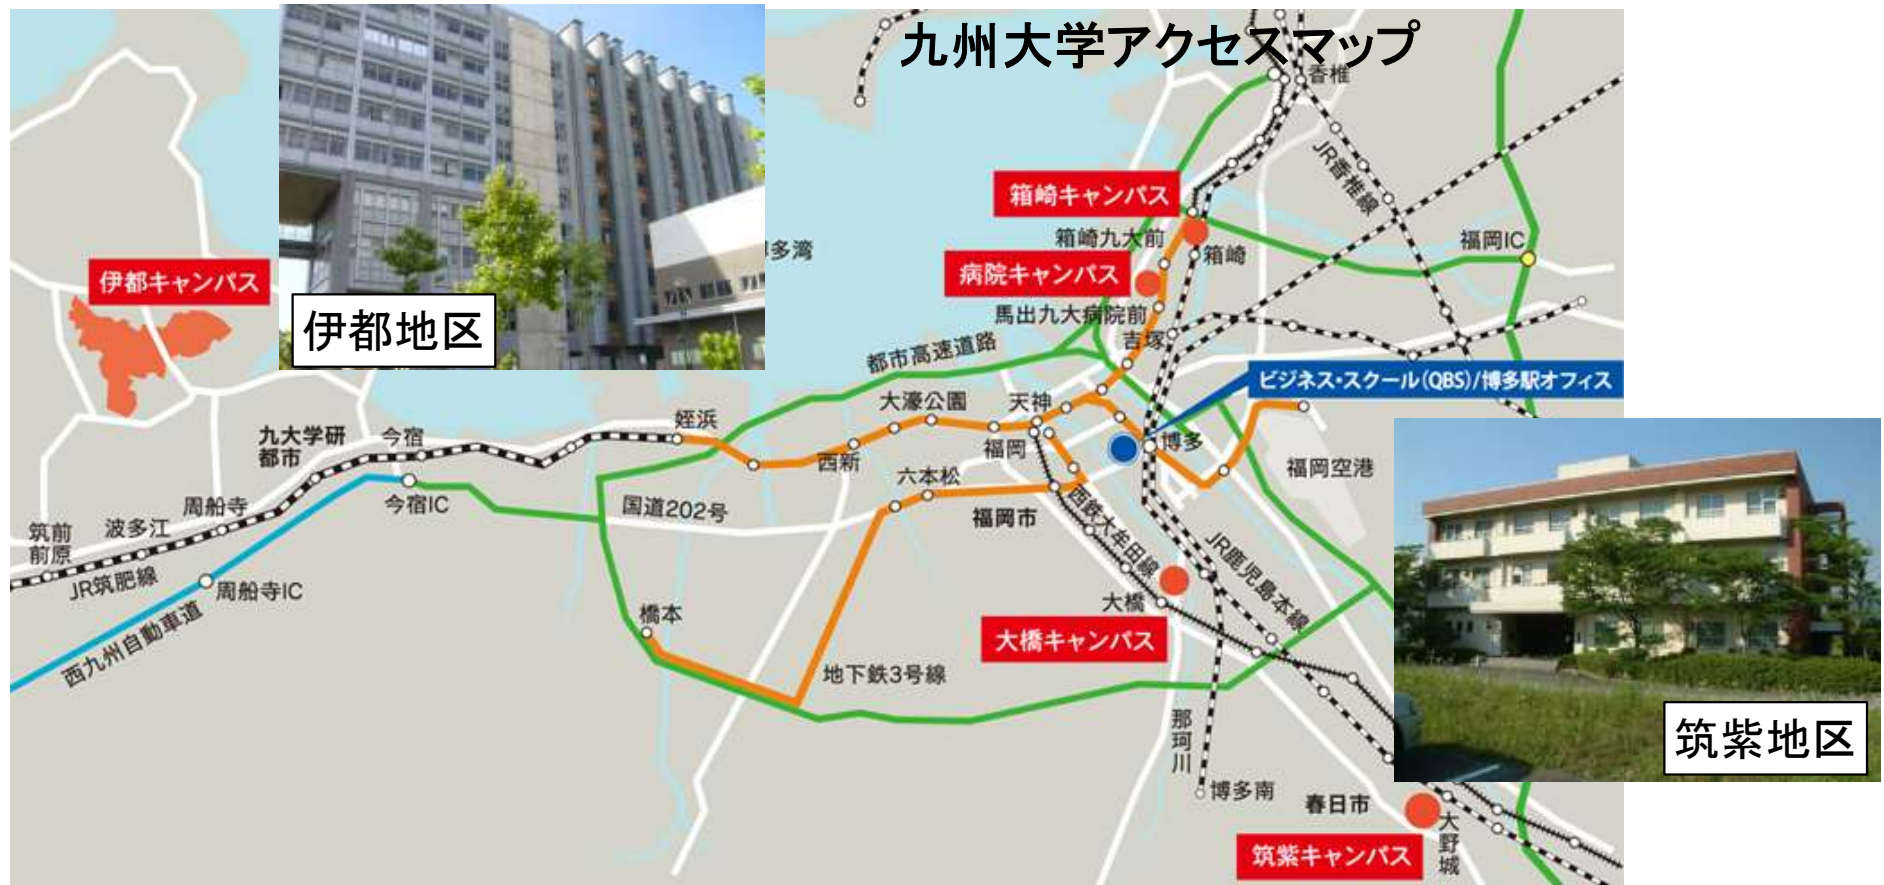 九州大学アクセスマップ
香椎
JR香椎線
箱崎キャンパス
箱崎九大前
箱崎
福岡IC
多湾
病院キャンパス
馬出九大病院前
吉塚
伊都キャンパス
伊都地区
都市高速道路
ビジネス・スクール(QBS)/博多駅オフィス
大濠公園
天神
姪浜
九大学研
都市
今宿
西新
福岡
博多
福岡空港
六本松
周船寺
今宿IC
国道202号
福岡市
西鉄大牟田線
JR鹿児島本線
筑前
前原
波多江
JR筑肥線
周船寺IC
西九州自動車道
橋本
大橋
大橋キャンパス
地下鉄3号線
那珂川
筑紫地区
博多南
春日市
大野城
筑紫キャンパス